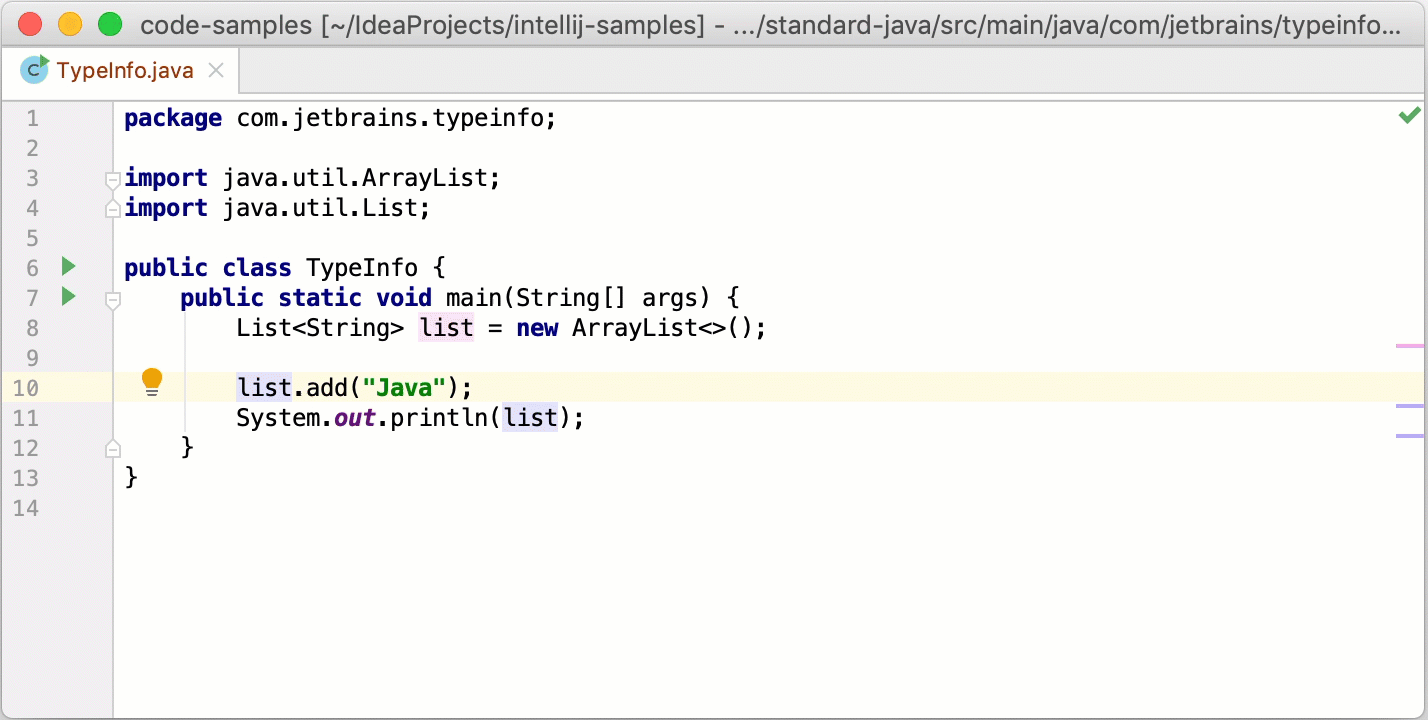 code-samples [~/IdeaProjects/intellij-samples] - .../standard-java/src/main/java/com/jetbrains/typeinfo...
C TypeInfo.java
1 package com.jetbrains.typeinfo;
2
3 import java.util.ArrayList;
4 import java.util.List;
5
6 public class TypeInfo {
7     public static void main(String[] args) {
8         List<String> list = new ArrayList<>();
9
10         list.add("Java");
11         System.out.println(list);
12     }
13 }
14